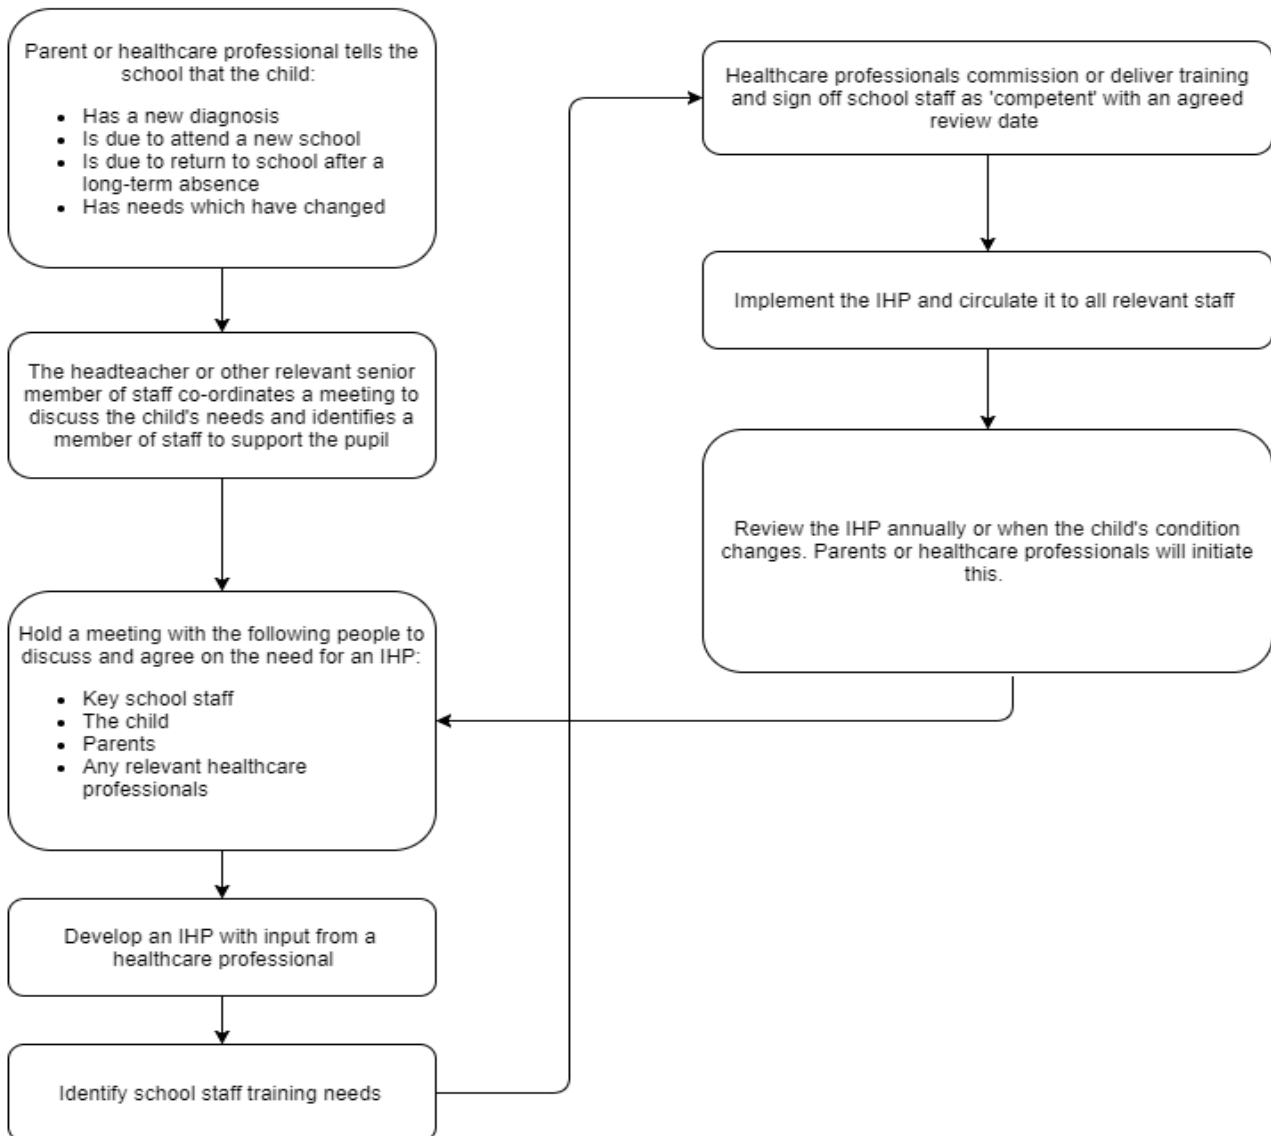 Parent or healthcare professional tells the
school that the child:
• Has a new diagnosis
• Is due to attend a new school
• Is due to return to school after a
long-term absence
• Has needs which have changed
The headteacher or other relevant senior
member of staff co-ordinates a meeting to
discuss the child's needs and identifies a
member of staff to support the pupil
Hold a meeting with the following people to
discuss and agree on the need for an IHP:
• Key school staff
• The child
• Parents
• Any relevant healthcare
professionals
Develop an IHP with input from a
healthcare professional
Identify school staff training needs
Healthcare professionals commission or deliver training
and sign off school staff as 'competent' with an agreed
review date
Implement the IHP and circulate it to all relevant staff
Review the IHP annually or when the child's condition
changes. Parents or healthcare professionals will initiate
this.